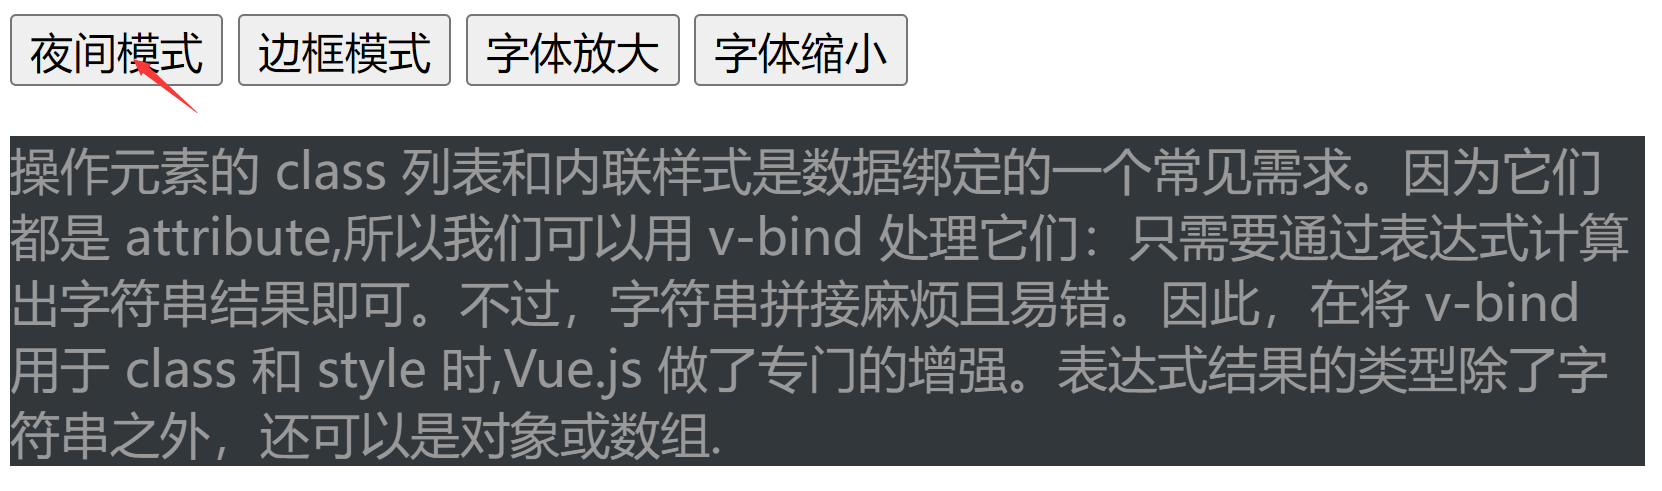 夜间模式 边框模式 字体放大 字体缩小
操作元素的 class 列表和内联样式是数据绑定的一个常见需求。因为它们
都是 attribute,所以我们可以用 v-bind 处理它们：只需要通过表达式计算
出字符串结果即可。不过，字符串拼接麻烦且易错。因此，在将 v-bind
用于 class 和 style 时,Vue.js 做了专门的增强。表达式结果的类型除了字
符串之外，还可以是对象或数组.